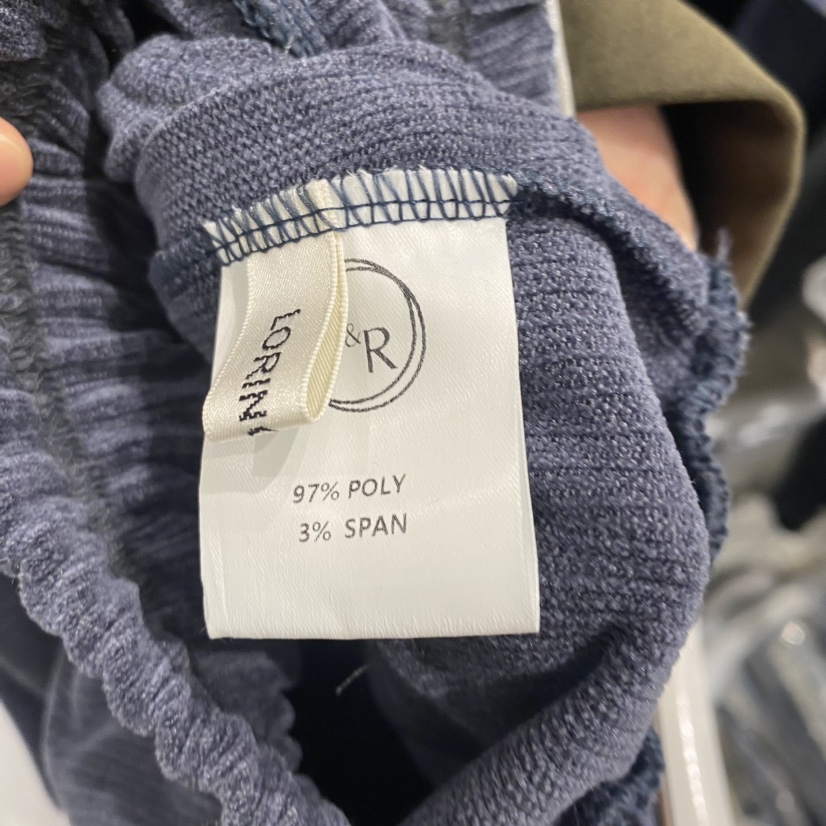 &R
LORIN
97% POLY
3% SPAN